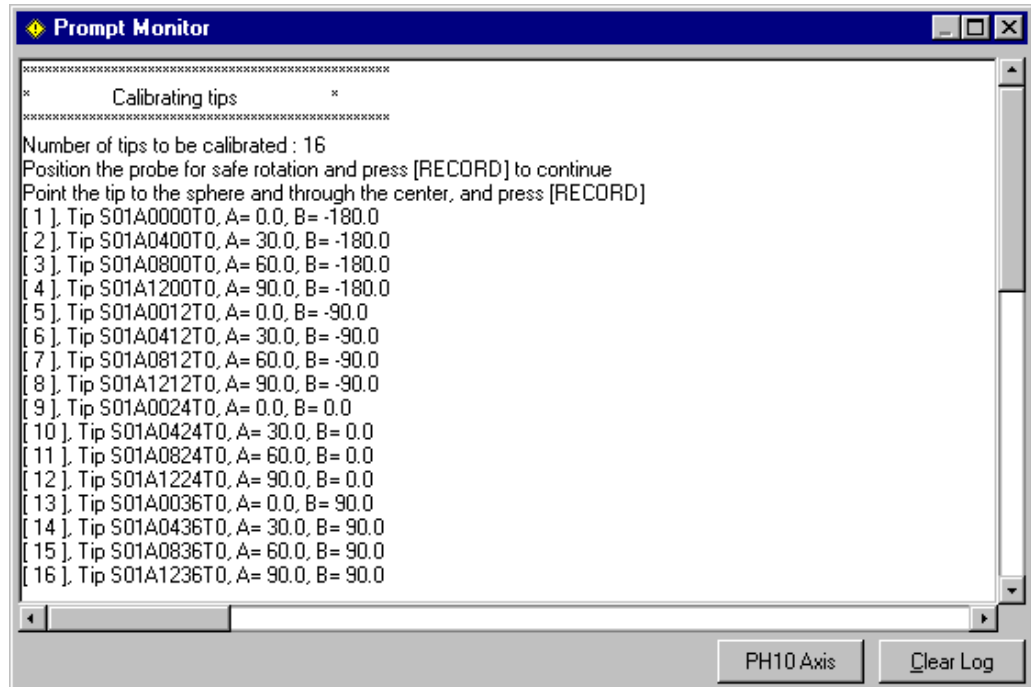 Prompt Monitor
**************************************************
* Calibrating tips *
**************************************************
Number of tips to be calibrated : 16
Position the probe for safe rotation and press [RECORD] to continue
Point the tip to the sphere and through the center, and press [RECORD]
[ 1 ], Tip S01A0000T0, A= 0.0, B= -180.0
[ 2 ], Tip S01A0400T0, A= 30.0, B= -180.0
[ 3 ], Tip S01A0800T0, A= 60.0, B= -180.0
[ 4 ], Tip S01A1200T0, A= 90.0, B= -180.0
[ 5 ], Tip S01A0012T0, A= 0.0, B= -90.0
[ 6 ], Tip S01A0412T0, A= 30.0, B= -90.0
[ 7 ], Tip S01A0812T0, A= 60.0, B= -90.0
[ 8 ], Tip S01A1212T0, A= 90.0, B= -90.0
[ 9 ], Tip S01A0024T0, A= 0.0, B= 0.0
[ 10 ], Tip S01A0424T0, A= 30.0, B= 0.0
[ 11 ], Tip S01A0824T0, A= 60.0, B= 0.0
[ 12 ], Tip S01A1224T0, A= 90.0, B= 0.0
[ 13 ], Tip S01A0036T0, A= 0.0, B= 90.0
[ 14 ], Tip S01A0436T0, A= 30.0, B= 90.0
[ 15 ], Tip S01A0836T0, A= 60.0, B= 90.0
[ 16 ], Tip S01A1236T0, A= 90.0, B= 90.0
PH10 Axis Clear Log